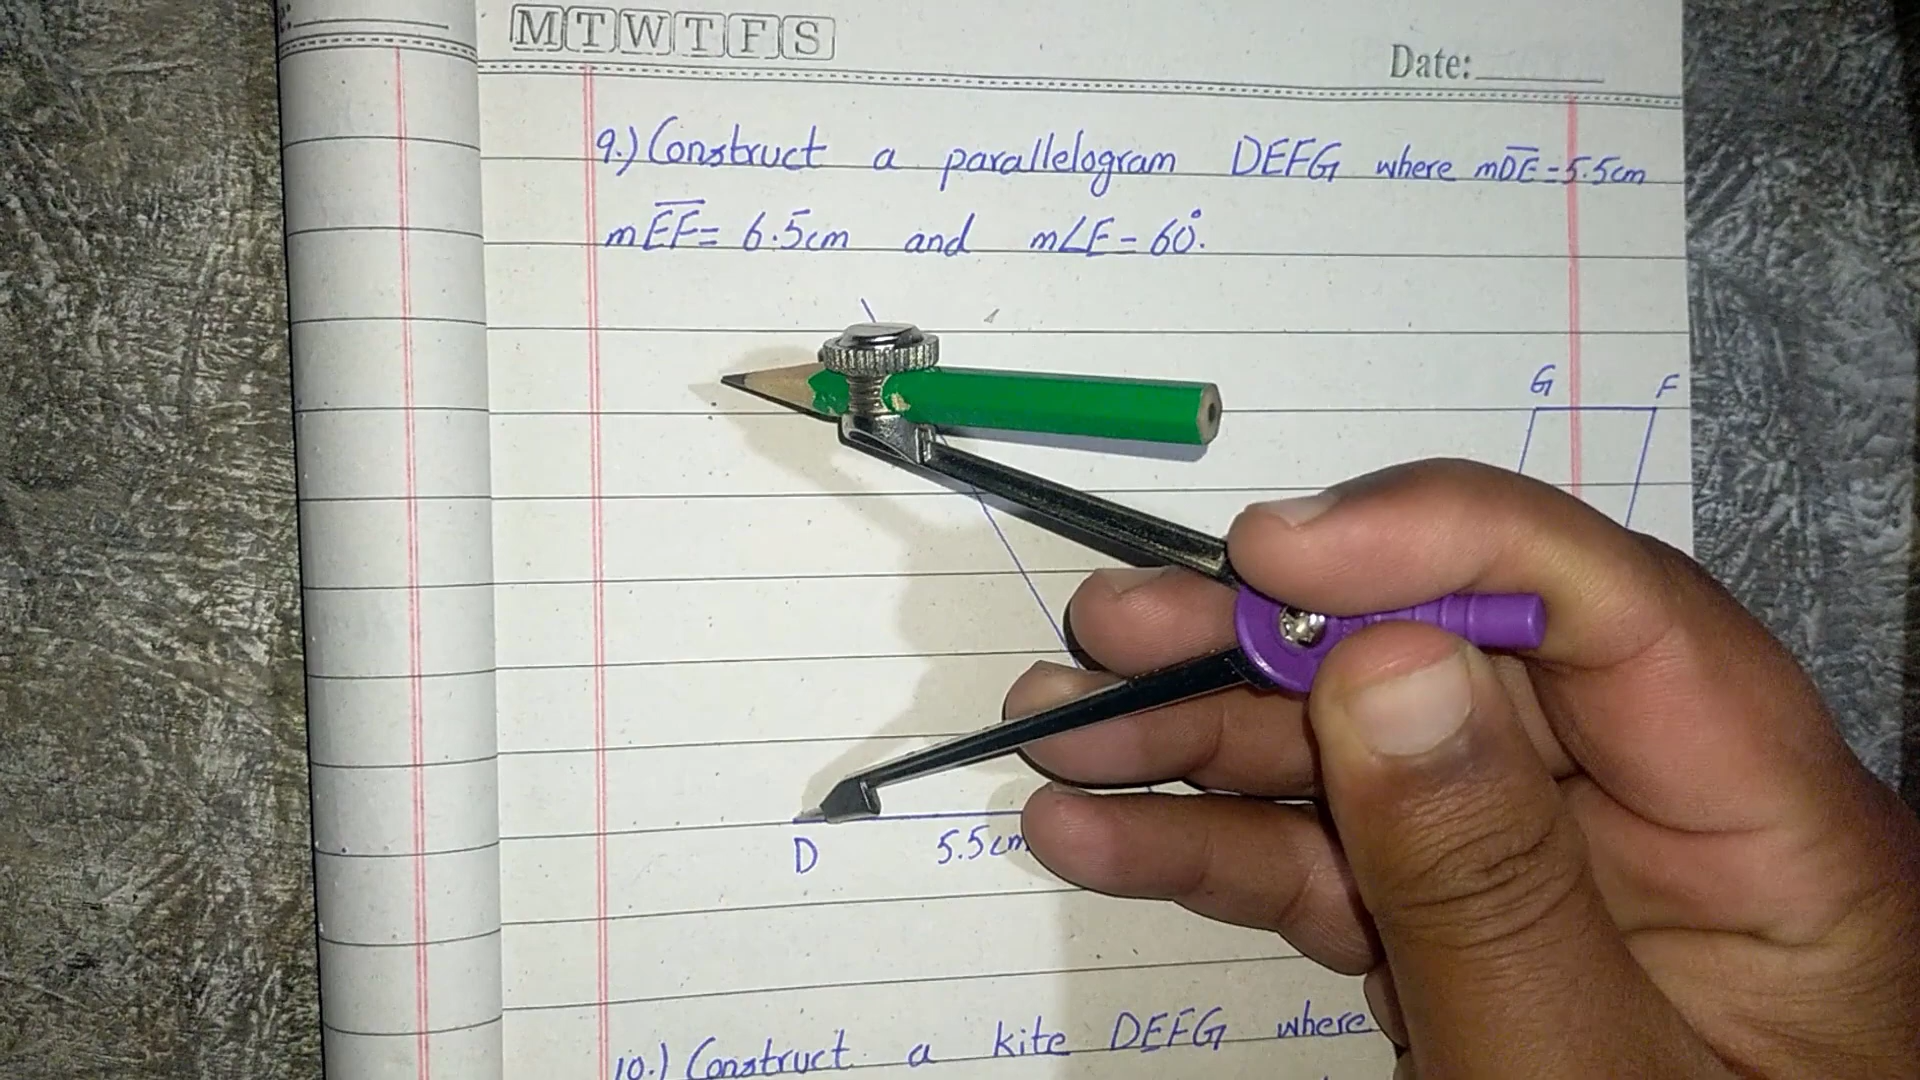 M T W T F S
Date:
9.) Construct a parallelogram DEFG where mDE = 5.5cm
mEF = 6.5cm and m∠E = 60°.
G F
D 5.5cm
10.) Construct a kite DEFG where